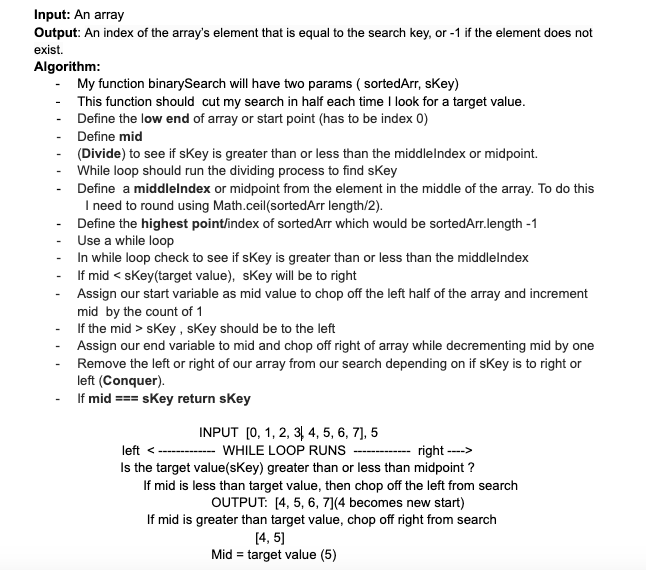 Input: An array
Output: An index of the array's element that is equal to the search key, or -1 if the element does not
exist.
Algorithm:
- My function binarySearch will have two params ( sortedArr, sKey)
- This function should cut my search in half each time I look for a target value.
- Define the low end of array or start point (has to be index 0)
- Define mid
- (Divide) to see if sKey is greater than or less than the middleIndex or midpoint.
- While loop should run the dividing process to find sKey
- Define a middleIndex or midpoint from the element in the middle of the array. To do this
I need to round using Math.ceil(sortedArr length/2).
- Define the highest point/index of sortedArr which would be sortedArr.length -1
- Use a while loop
- In while loop check to see if sKey is greater than or less than the middleIndex
- If mid < sKey(target value), sKey will be to right
- Assign our start variable as mid value to chop off the left half of the array and increment
mid by the count of 1
- If the mid > sKey , sKey should be to the left
- Assign our end variable to mid and chop off right of array while decrementing mid by one
- Remove the left or right of our array from our search depending on if sKey is to right or
left (Conquer).
- If mid === sKey return sKey
INPUT [0, 1, 2, 3, 4, 5, 6, 7], 5
left < ------------- WHILE LOOP RUNS ------------- right ---->
Is the target value(sKey) greater than or less than midpoint ?
If mid is less than target value, then chop off the left from search
OUTPUT: [4, 5, 6, 7](4 becomes new start)
If mid is greater than target value, chop off right from search
[4, 5]
Mid = target value (5)